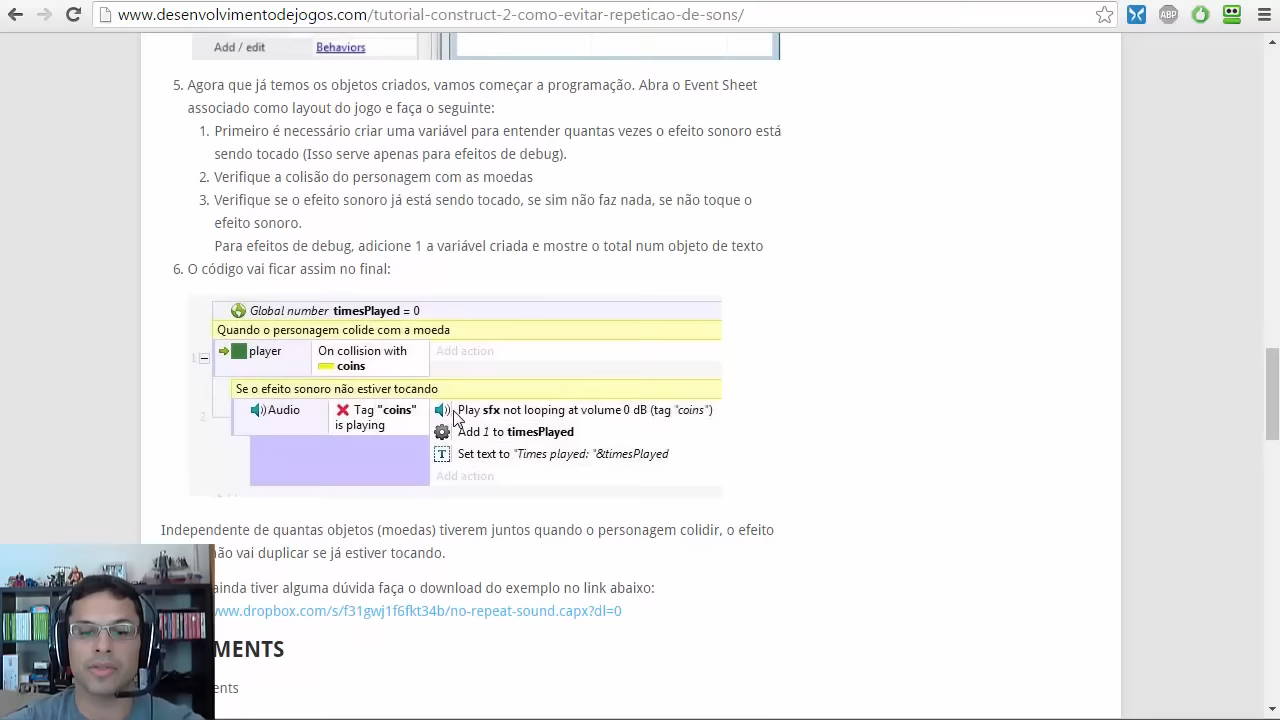 www.desenvolvimentodejogos.com/tutorial-construct-2-como-evitar-repeticao-de-sons/
ABP
Add / edit Behaviors
5. Agora que já temos os objetos criados, vamos começar a programação. Abra o Event Sheet
associado como layout do jogo e faça o seguinte:
1. Primeiro é necessário criar uma variável para entender quantas vezes o efeito sonoro está
sendo tocado (Isso serve apenas para efeitos de debug).
2. Verifique a colisão do personagem com as moedas
3. Verifique se o efeito sonoro já está sendo tocado, se sim não faz nada, se não toque o
efeito sonoro.
Para efeitos de debug, adicione 1 a variável criada e mostre o total num objeto de texto
6. O código vai ficar assim no final:
Global number timesPlayed = 0
Quando o personagem colide com a moeda
1 player On collision with Add action
coins
Se o efeito sonoro não estiver tocando
2 Audio Tag "coins" Play sfx not looping at volume 0 dB (tag "coins")
is playing
Add 1 to timesPlayed
T Set text to "Times played: "&timesPlayed
Add action
Independente de quantas objetos (moedas) tiverem juntos quando o personagem colidir, o efeito
não vai duplicar se já estiver tocando.
ainda tiver alguma dúvida faça o download do exemplo no link abaixo:
www.dropbox.com/s/f31gwj1f6fkt34b/no-repeat-sound.capx?dl=0
MENTS
ents